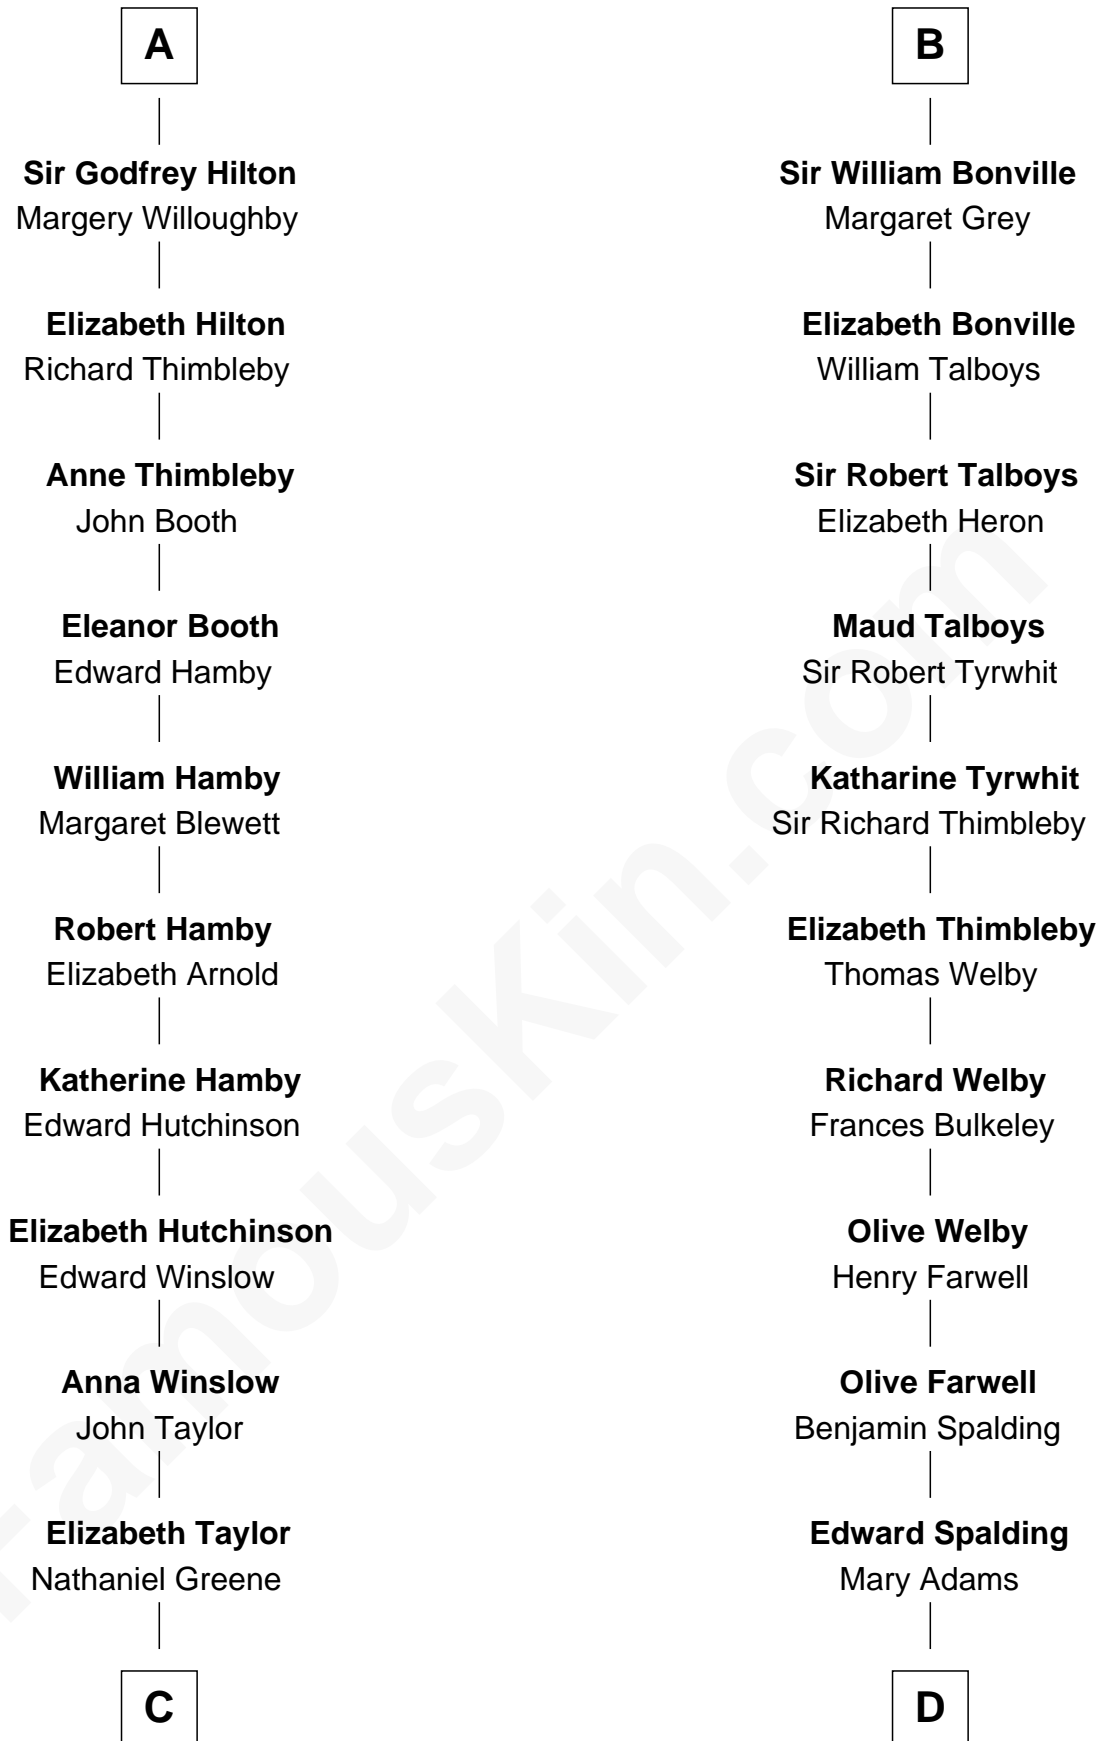 A
Sir Godfrey Hilton
Margery Willoughby
Elizabeth Hilton
Richard Thimbleby
Anne Thimbleby
John Booth
Eleanor Booth
Edward Hamby
William Hamby
Margaret Blewett
Robert Hamby
Elizabeth Arnold
Katherine Hamby
Edward Hutchinson
Elizabeth Hutchinson
Edward Winslow
Anna Winslow
John Taylor
Elizabeth Taylor
Nathaniel Greene
C
B
Sir William Bonville
Margaret Grey
Elizabeth Bonville
William Talboys
Sir Robert Talboys
Elizabeth Heron
Maud Talboys
Sir Robert Tyrwhit
Katharine Tyrwhit
Sir Richard Thimbleby
Elizabeth Thimbleby
Thomas Welby
Richard Welby
Frances Bulkeley
Olive Welby
Henry Farwell
Olive Farwell
Benjamin Spalding
Edward Spalding
Mary Adams
D
FamousKin.com